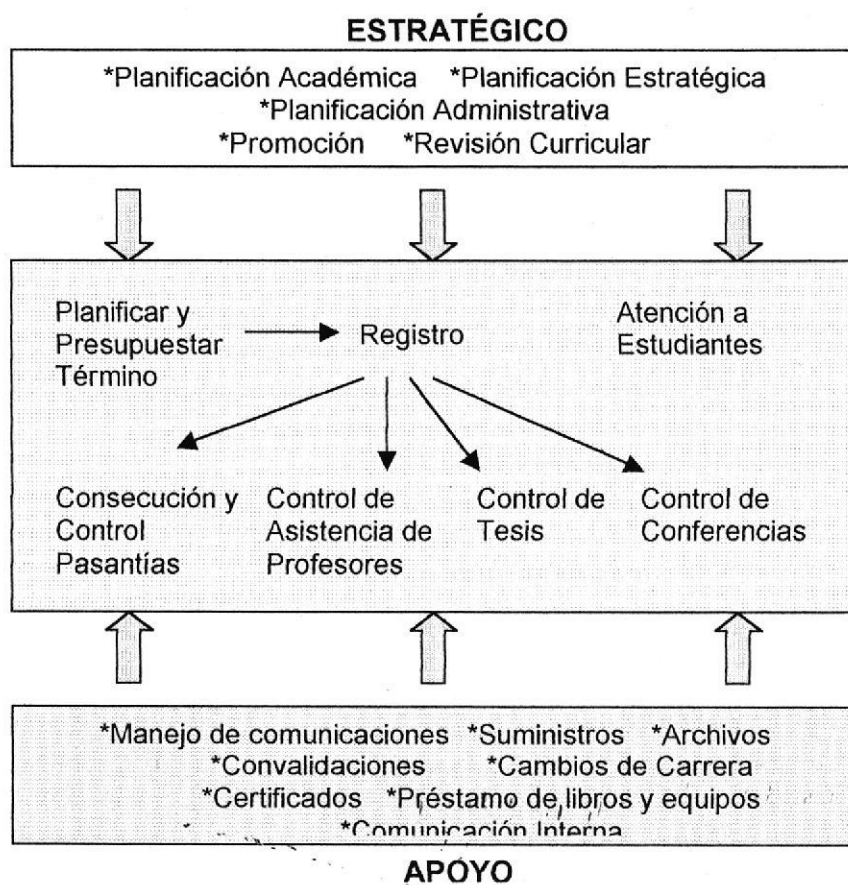 ESTRATÉGICO
*Planificación Académica *Planificación Estratégica
*Planificación Administrativa
*Promoción *Revisión Curricular
Planificar y
Presupuestar
Término
Registro
Atención a
Estudiantes
Consecución y
Control
Pasantías
Control de
Asistencia de
Profesores
Control de
Tesis
Control de
Conferencias
*Manejo de comunicaciones *Suministros *Archivos
*Convalidaciones *Cambios de Carrera
*Certificados *Préstamo de libros y equipos
*Comunicación Interna
APOYO